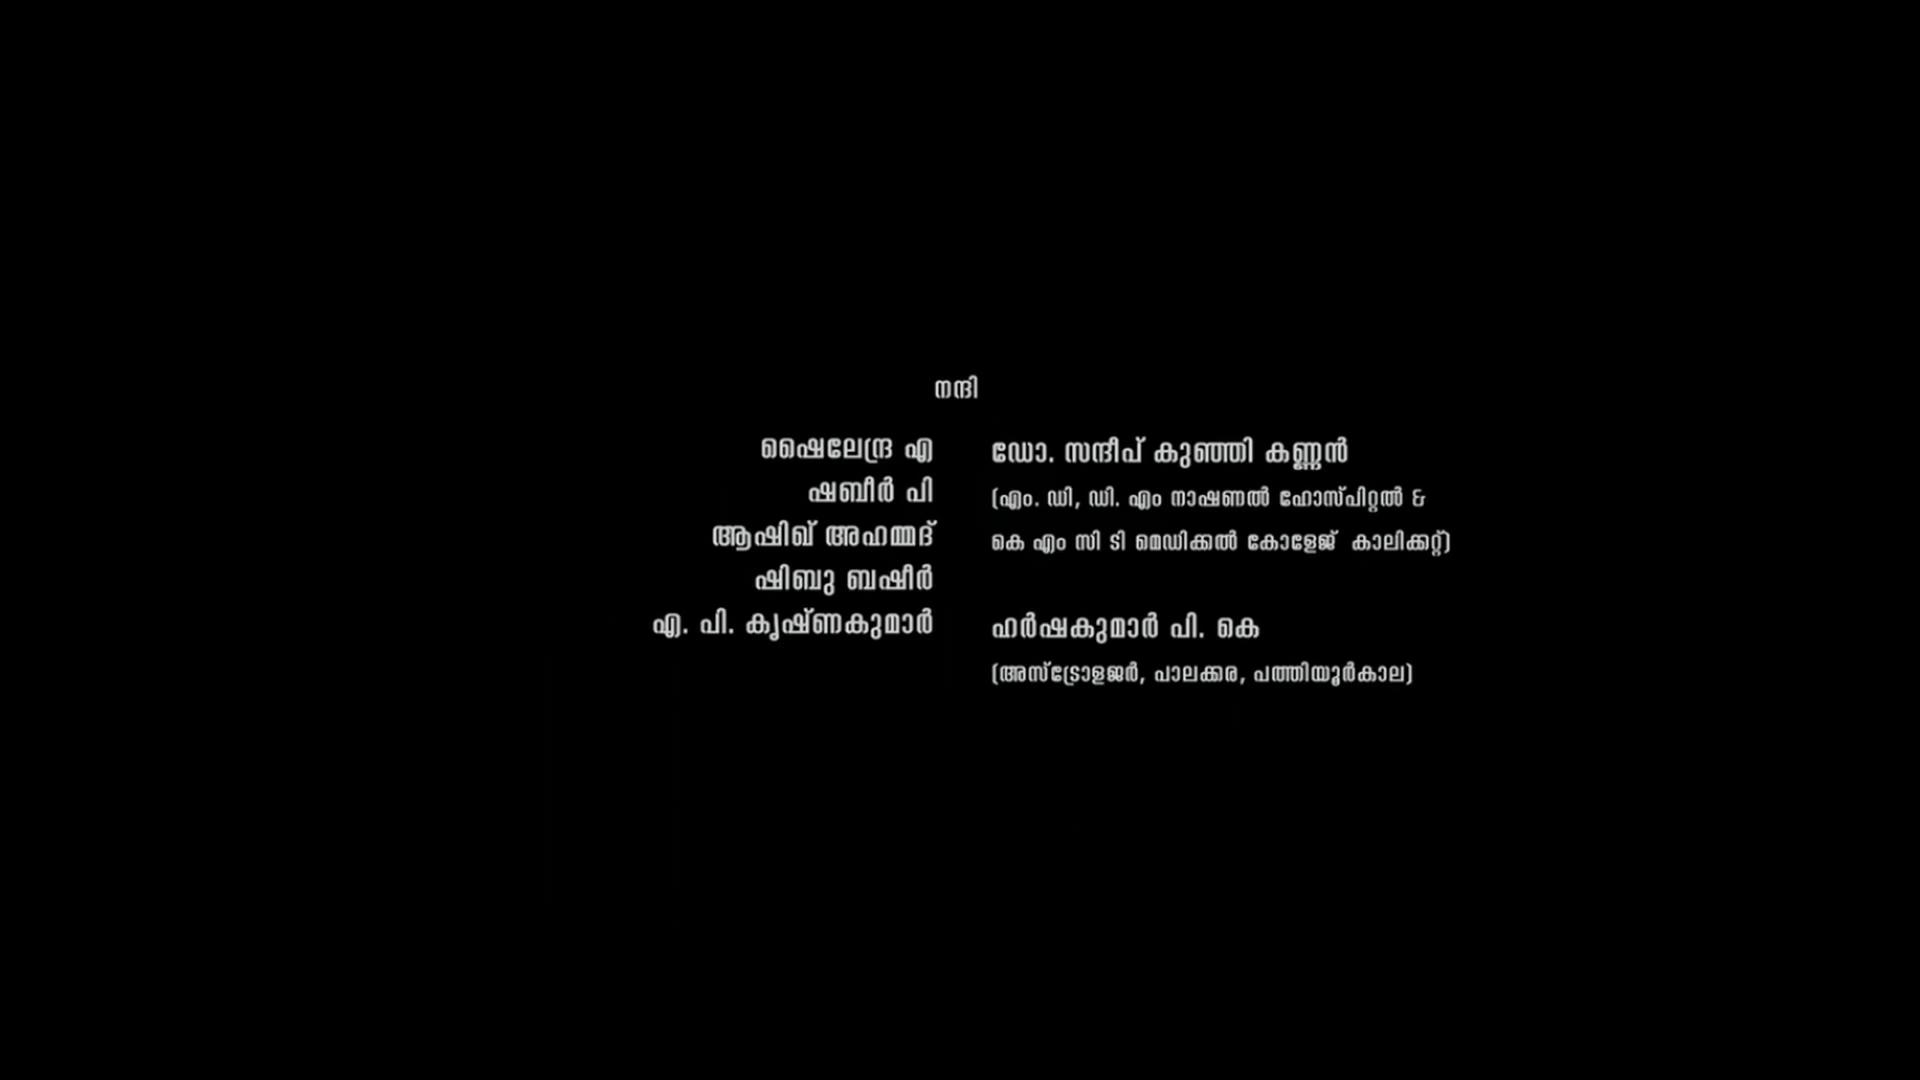 നന്ദി
ഷൈലേന്ദ്ര എ
ഷബീർ പി
ആഷിഖ് അഹമ്മദ്
ഷിബു ബഷീർ
എ. പി. കൃഷ്ണകുമാർ
ഡോ. സന്ദീപ് കുഞ്ഞി കണ്ണൻ
(എം. ഡി, ഡി. എം നാഷണൽ ഹോസ്പിറ്റൽ &
കെ എം സി ടി മെഡിക്കൽ കോളേജ് കാലിക്കറ്റ്)
ഹർഷകുമാർ പി. കെ
(അസ്ട്രോളജർ, പാലക്കര, പത്തിയൂർകാല)